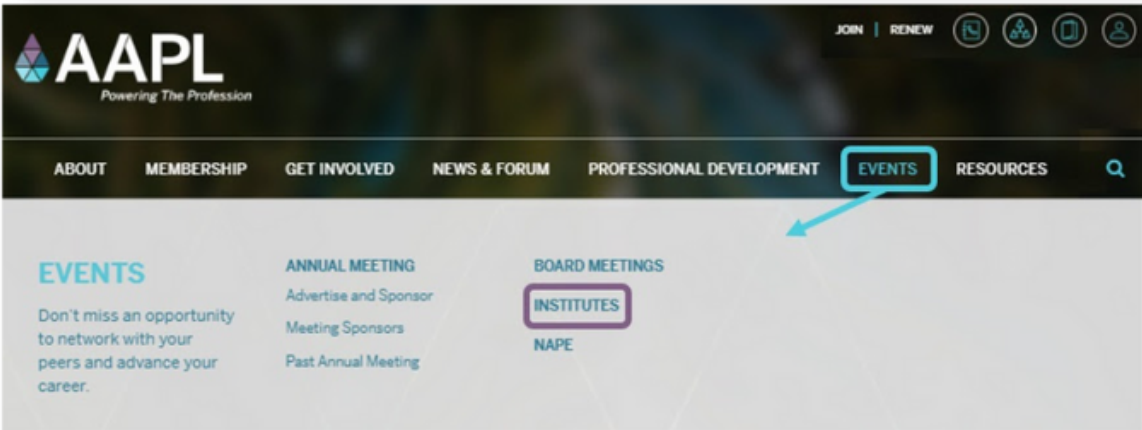 JOIN | RENEW
AAPL
Powering The Profession
ABOUT MEMBERSHIP GET INVOLVED NEWS & FORUM PROFESSIONAL DEVELOPMENT EVENTS RESOURCES
EVENTS
Don't miss an opportunity
to network with your
peers and advance your
career.
ANNUAL MEETING
Advertise and Sponsor
Meeting Sponsors
Past Annual Meeting
BOARD MEETINGS
INSTITUTES
NAPE